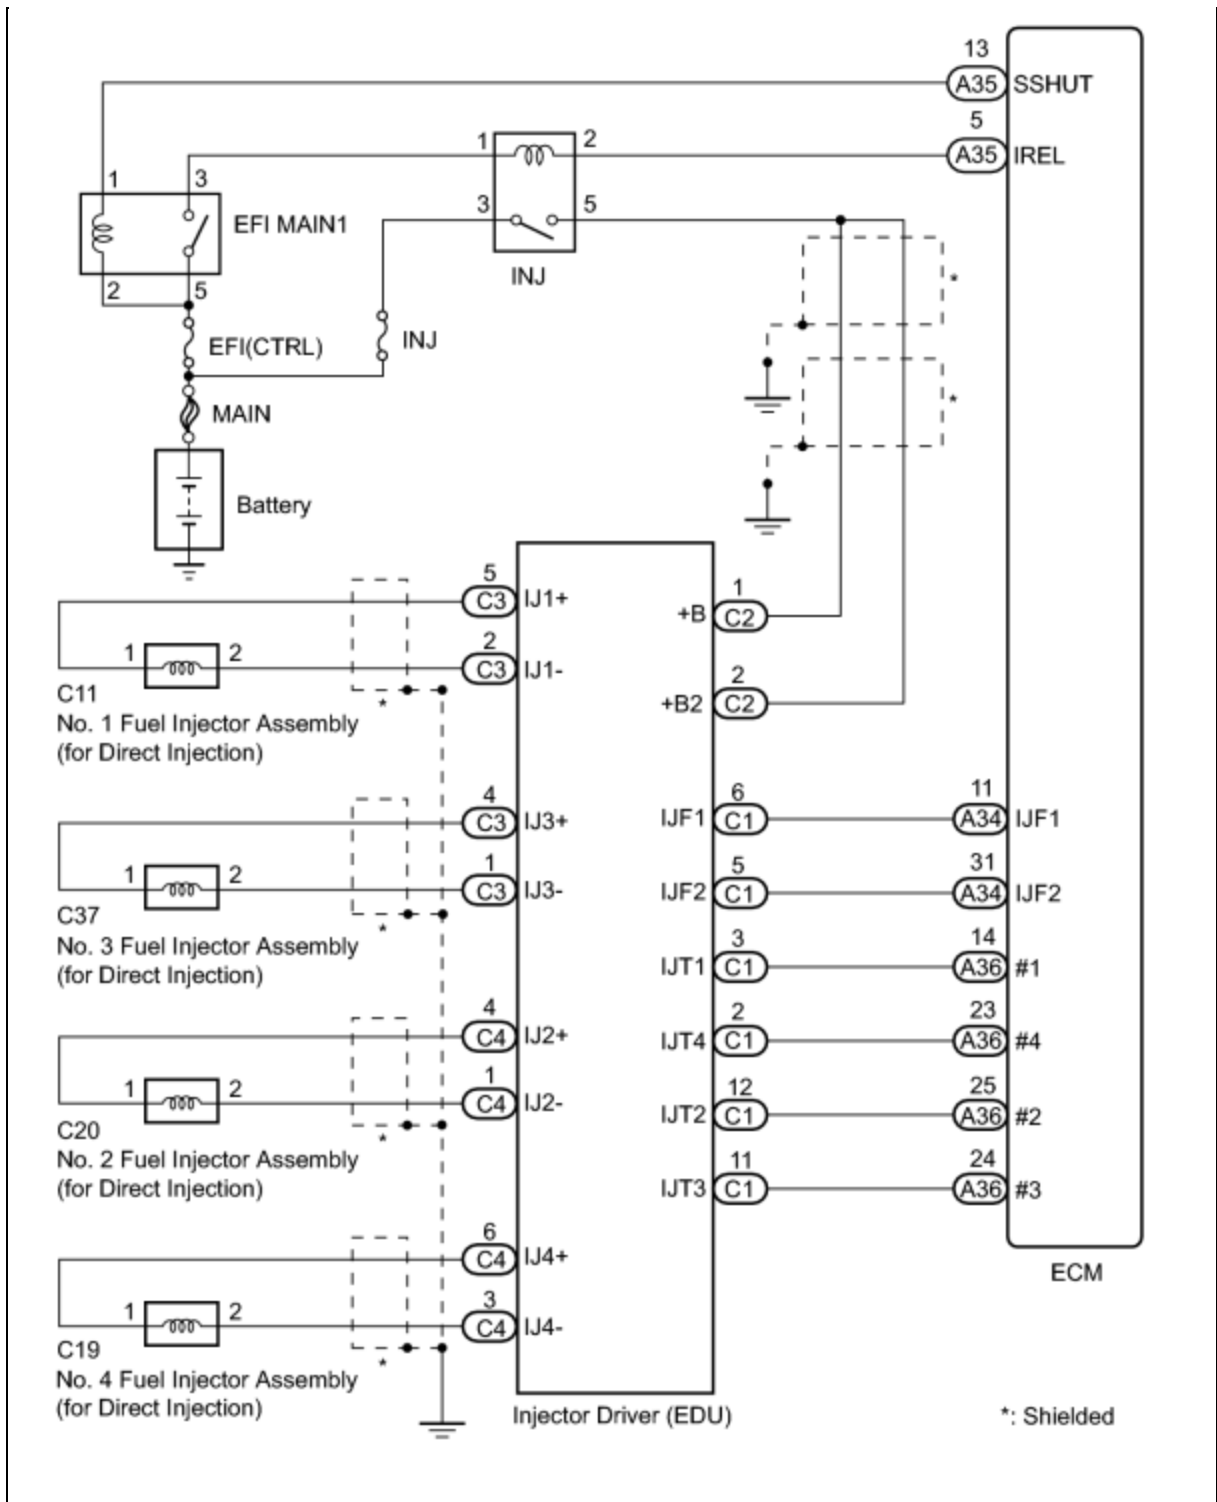 13
A35 SSHUT
5
A35 IREL
1 2
3 5
INJ
1 3
EFI MAIN1
2 5
EFI(CTRL)
INJ
MAIN
Battery
*
*
5
C3 IJ1+
2
C3 IJ1-
1 2
C11
No. 1 Fuel Injector Assembly
(for Direct Injection)
*
4
C3 IJ3+
1
C3 IJ3-
1 2
C37
No. 3 Fuel Injector Assembly
(for Direct Injection)
*
4
C4 IJ2+
1
C4 IJ2-
1 2
C20
No. 2 Fuel Injector Assembly
(for Direct Injection)
*
6
C4 IJ4+
3
C4 IJ4-
1 2
C19
No. 4 Fuel Injector Assembly
(for Direct Injection)
*
1
+B C2
2
+B2 C2
6 11
IJF1 C1 A34 IJF1
5 31
IJF2 C1 A34 IJF2
3 14
IJT1 C1 A36 #1
2 23
IJT4 C1 A36 #4
12 25
IJT2 C1 A36 #2
11 24
IJT3 C1 A36 #3
ECM
Injector Driver (EDU)
*: Shielded